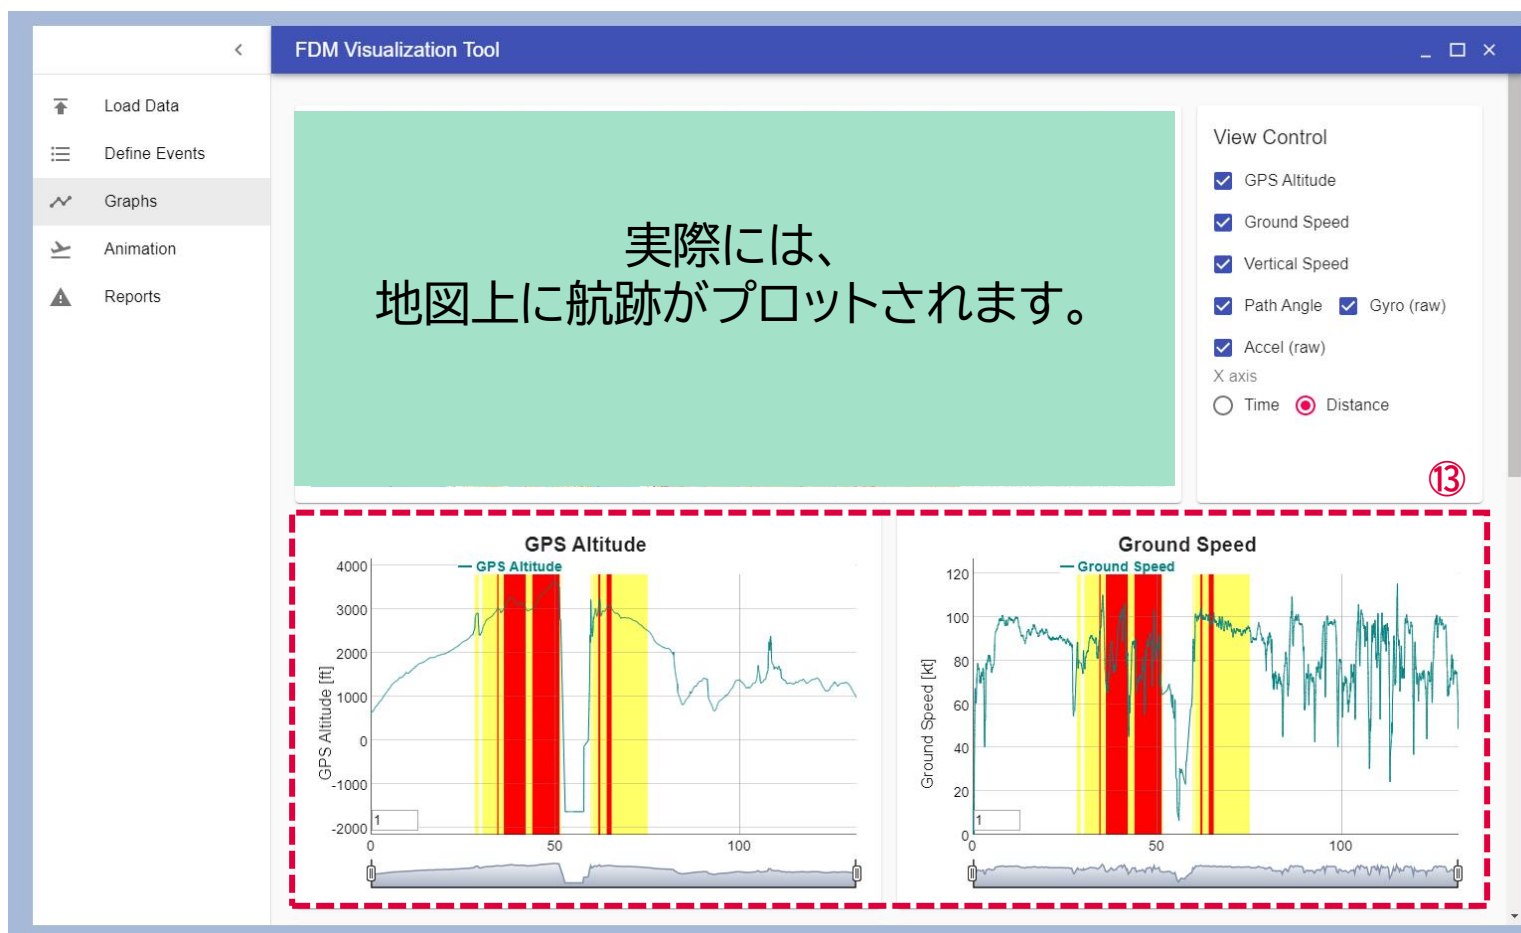 FDM Visualization Tool
Load Data
Define Events
Graphs
Animation
Reports
実際には、
地図上に航跡がプロットされます。
View Control
GPS Altitude
Ground Speed
Vertical Speed
Path Angle Gyro (raw)
Accel (raw)
X axis
Time Distance
⑬
GPS Altitude
GPS Altitude
GPS Altitude [ft]
4000
3000
2000
1000
0
-1000
-2000
1
0 50 100
Ground Speed
Ground Speed
Ground Speed [kt]
120
100
80
60
40
20
0
1
0 50 100